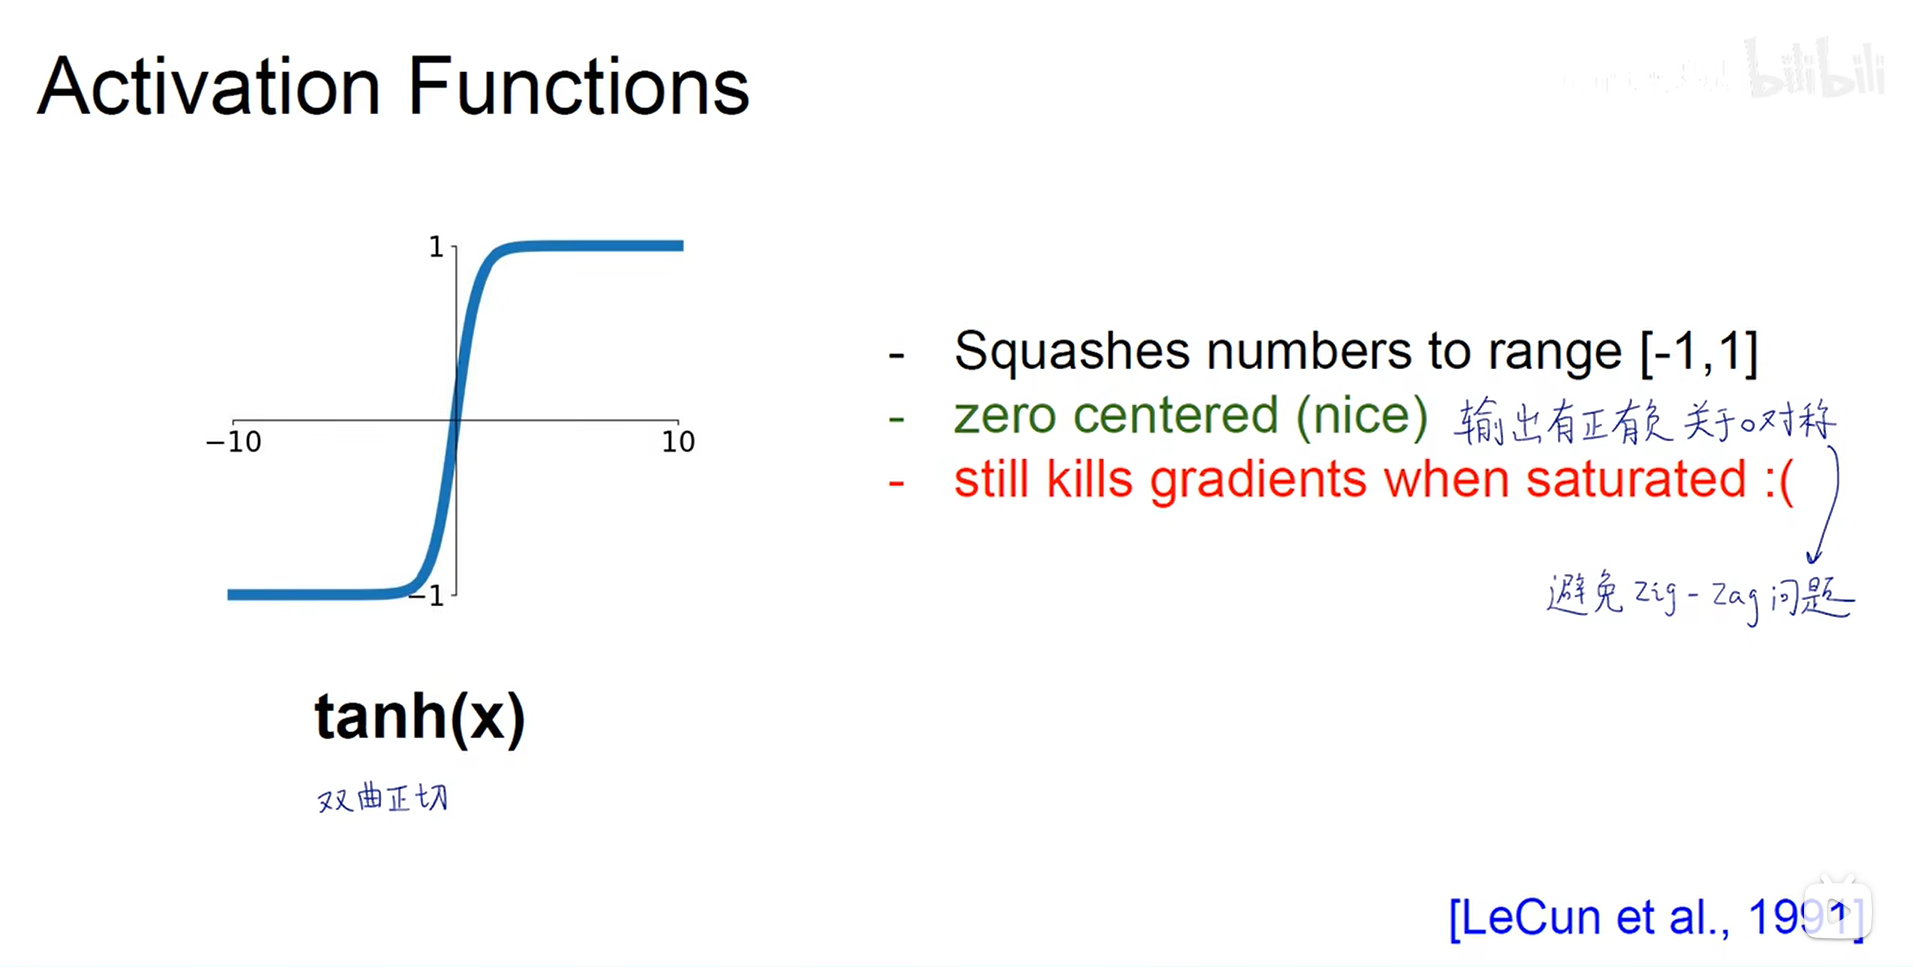 Activation Functions
bilibili
1
-10
10
-1
- Squashes numbers to range [-1,1]
- zero centered (nice) 输出有正有负 关于0对称
- still kills gradients when saturated :(
避免 zig-zag 问题
tanh(x)
双曲正切
[LeCun et al., 1991]